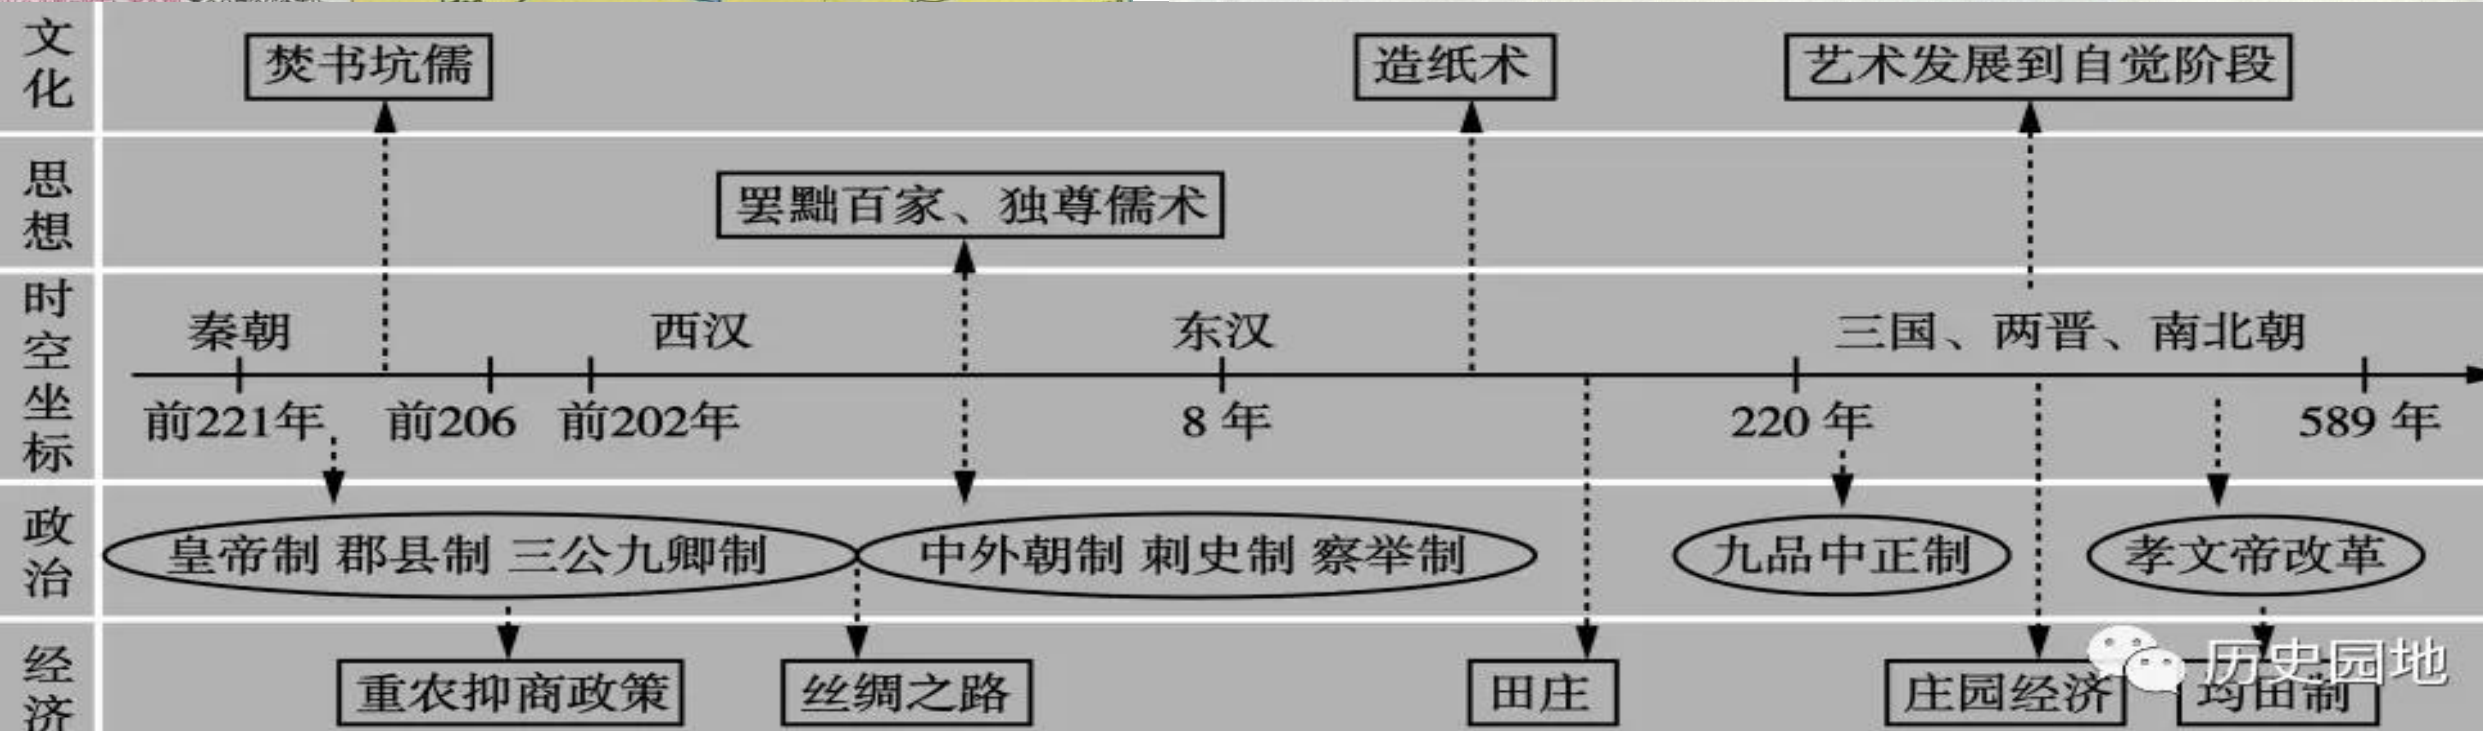 文化
焚书坑儒
造纸术
艺术发展到自觉阶段
思想
罢黜百家、独尊儒术
时空坐标
秦朝
西汉
东汉
三国、两晋、南北朝
前221年
前206
前202年
8 年
220 年
589 年
政治
皇帝制 郡县制 三公九卿制
中外朝制 刺史制 察举制
九品中正制
孝文帝改革
经济
重农抑商政策
丝绸之路
田庄
庄园经济
均田制
历史园地